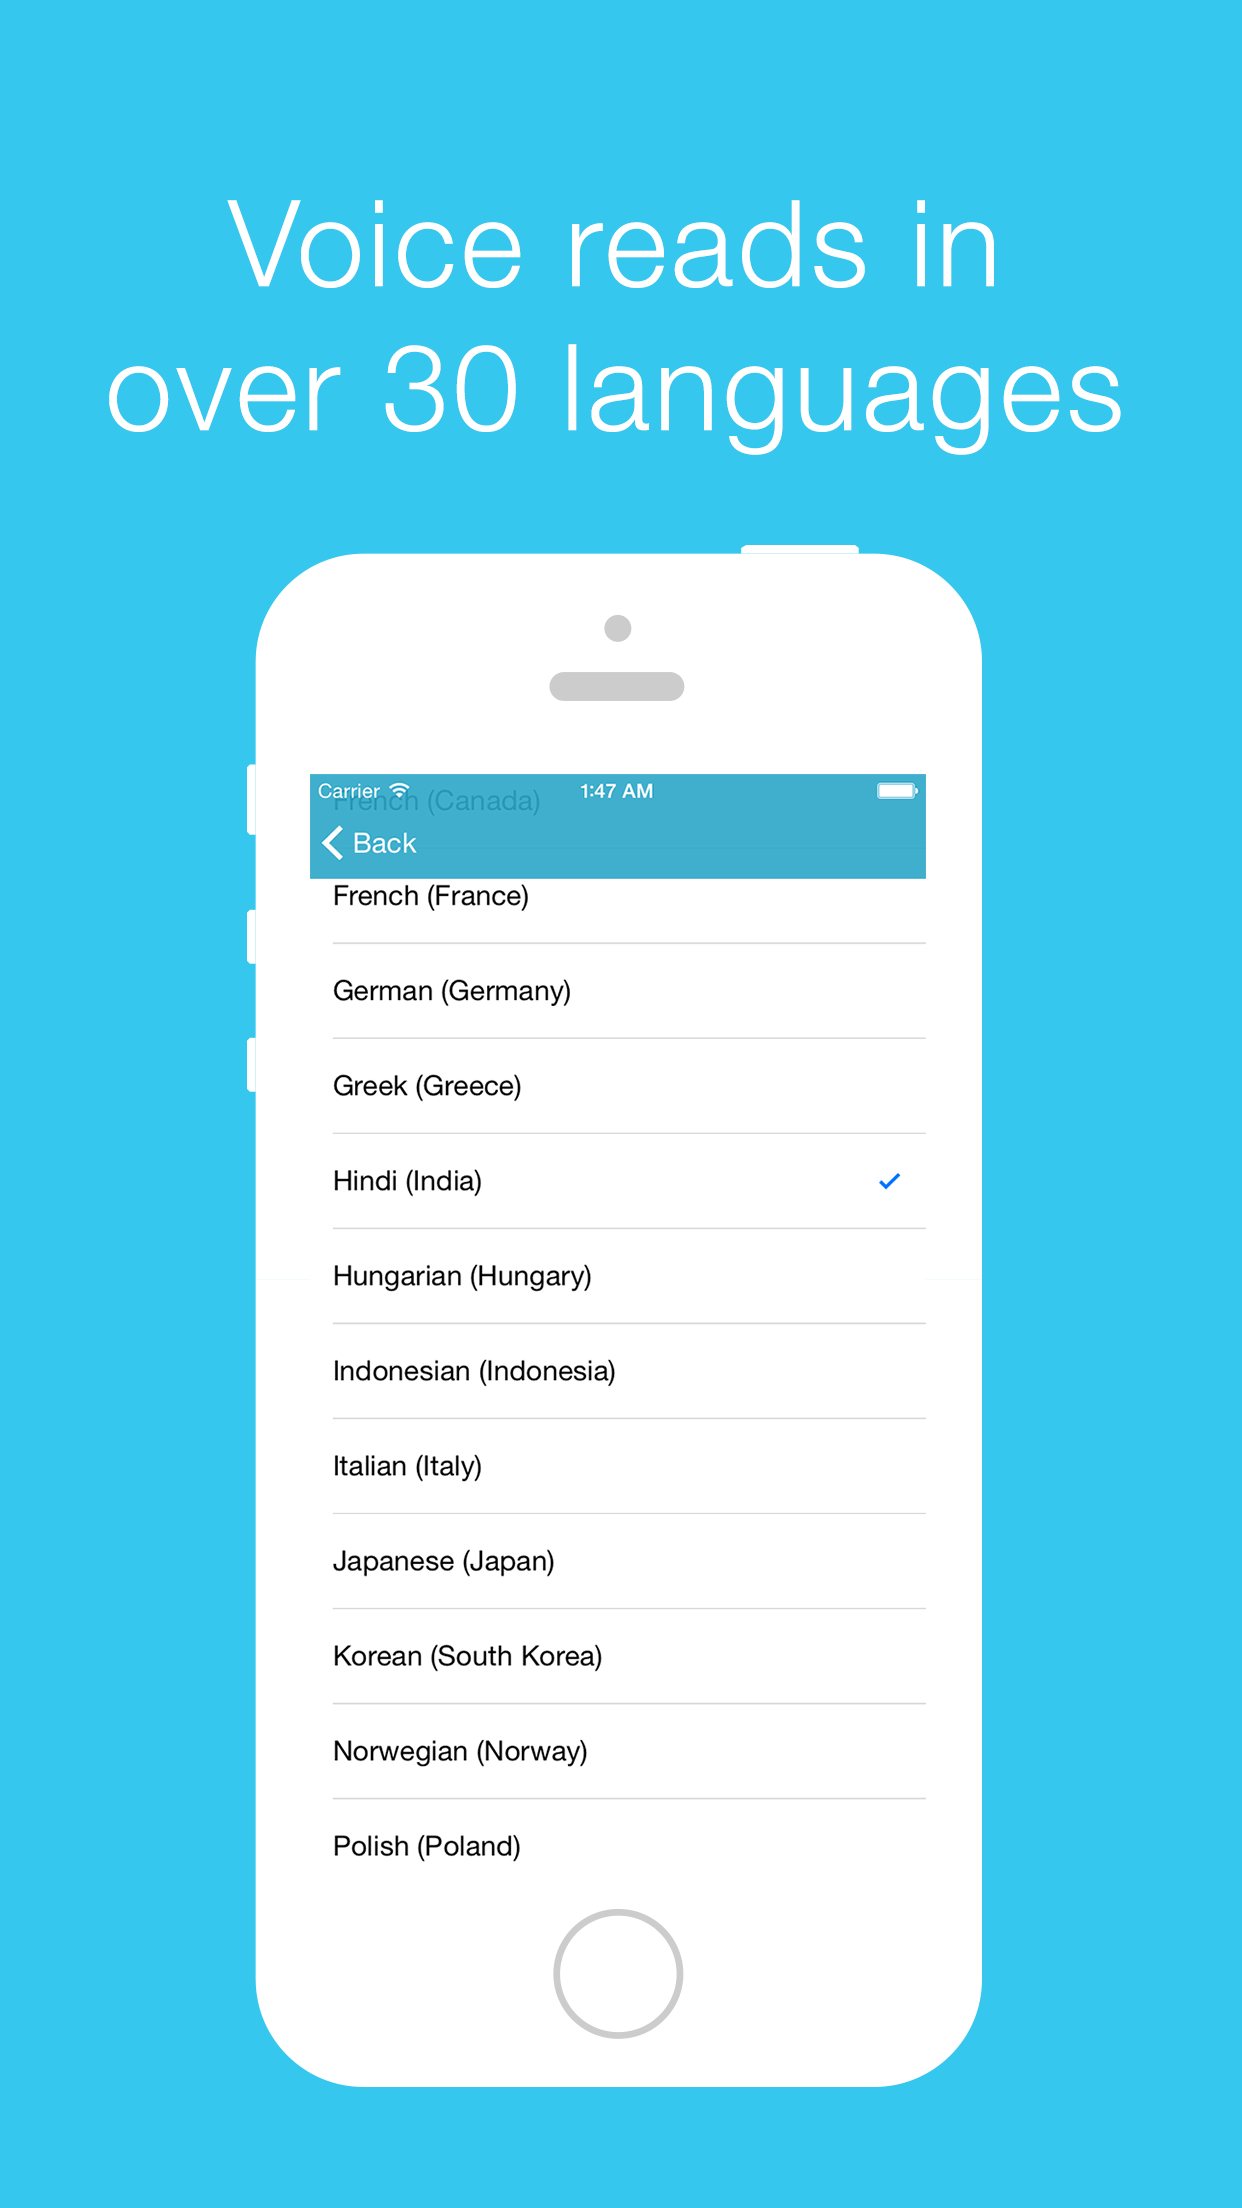 Voice reads in
over 30 languages
Carrier 1:47 AM
French (Canada)
Back
French (France)
German (Germany)
Greek (Greece)
Hindi (India)
Hungarian (Hungary)
Indonesian (Indonesia)
Italian (Italy)
Japanese (Japan)
Korean (South Korea)
Norwegian (Norway)
Polish (Poland)